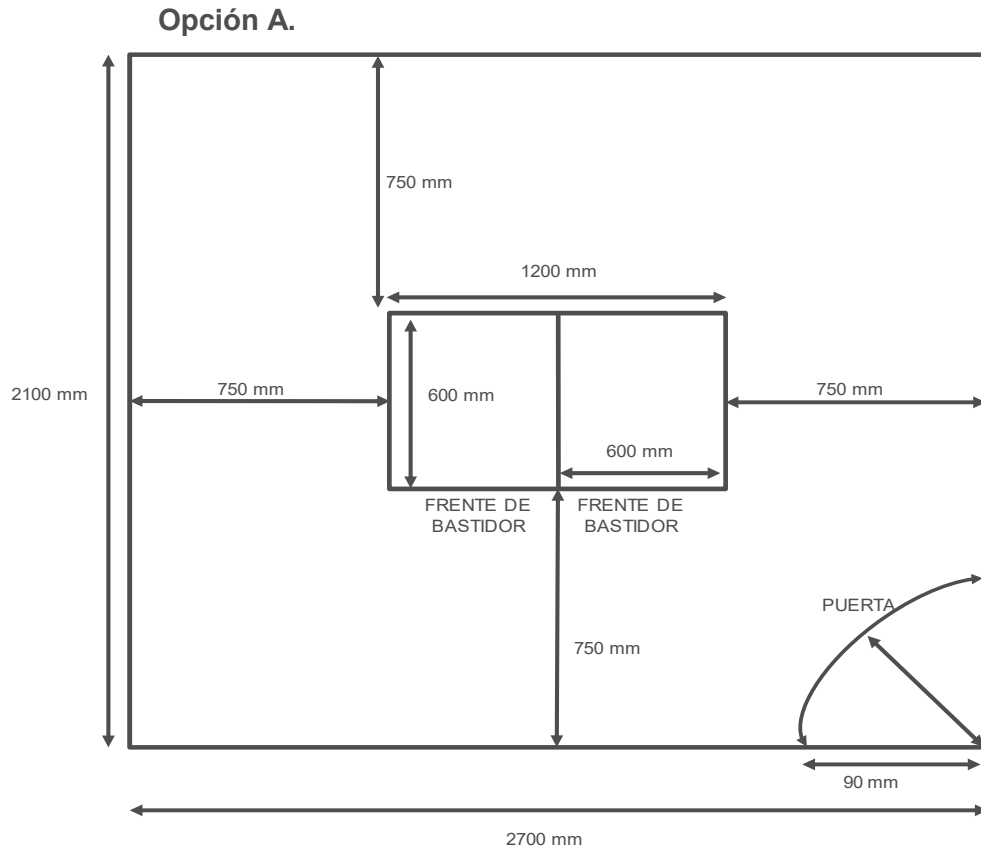 Opción A.
750 mm
1200 mm
2100 mm
750 mm
600 mm
750 mm
600 mm
FRENTE DE
BASTIDOR
FRENTE DE
BASTIDOR
PUERTA
750 mm
90 mm
2700 mm